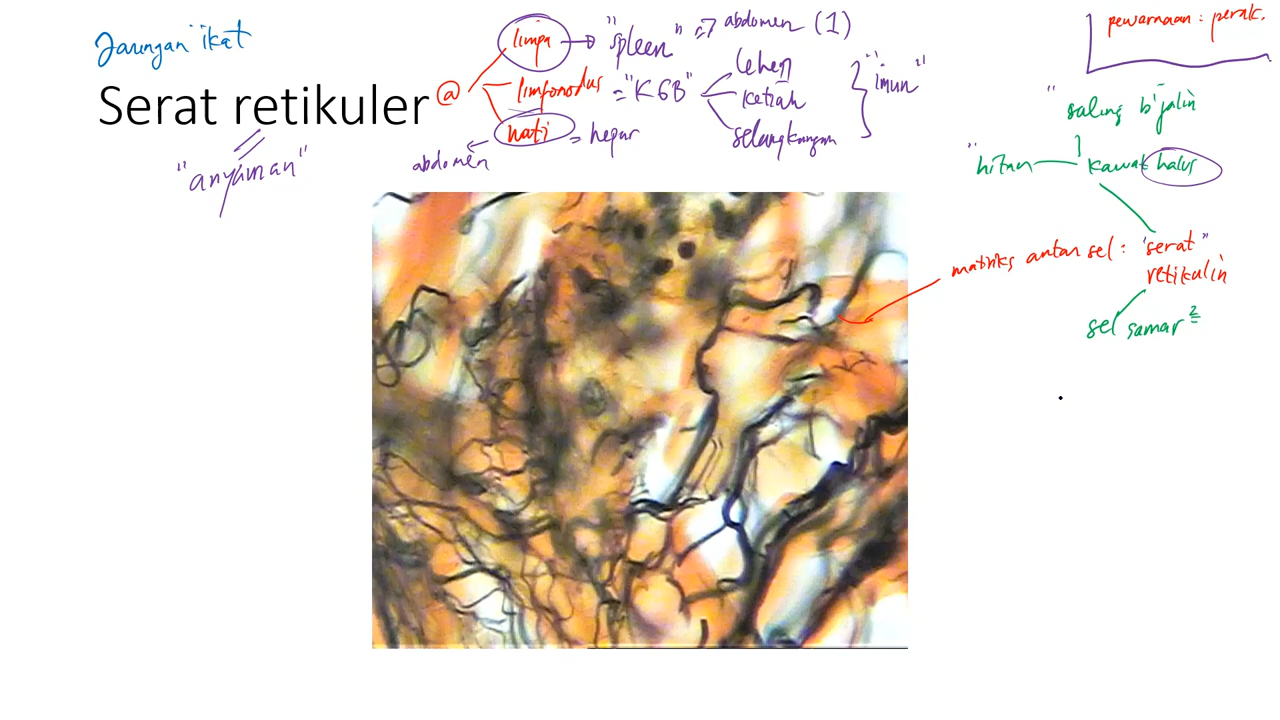 Jaringan ikat
Serat retikuler
"anyaman"
@
limpa → "spleen" => abdomen (1)
limfonodus = "KGB"
leher
ketiak
selangkangan
"imun"
hati = hepar
abdomen
pewarnaan : perak.
" saling b'jalin
" hitam — kawat halus
matriks antar sel : "serat"
retikulin
sel samar²